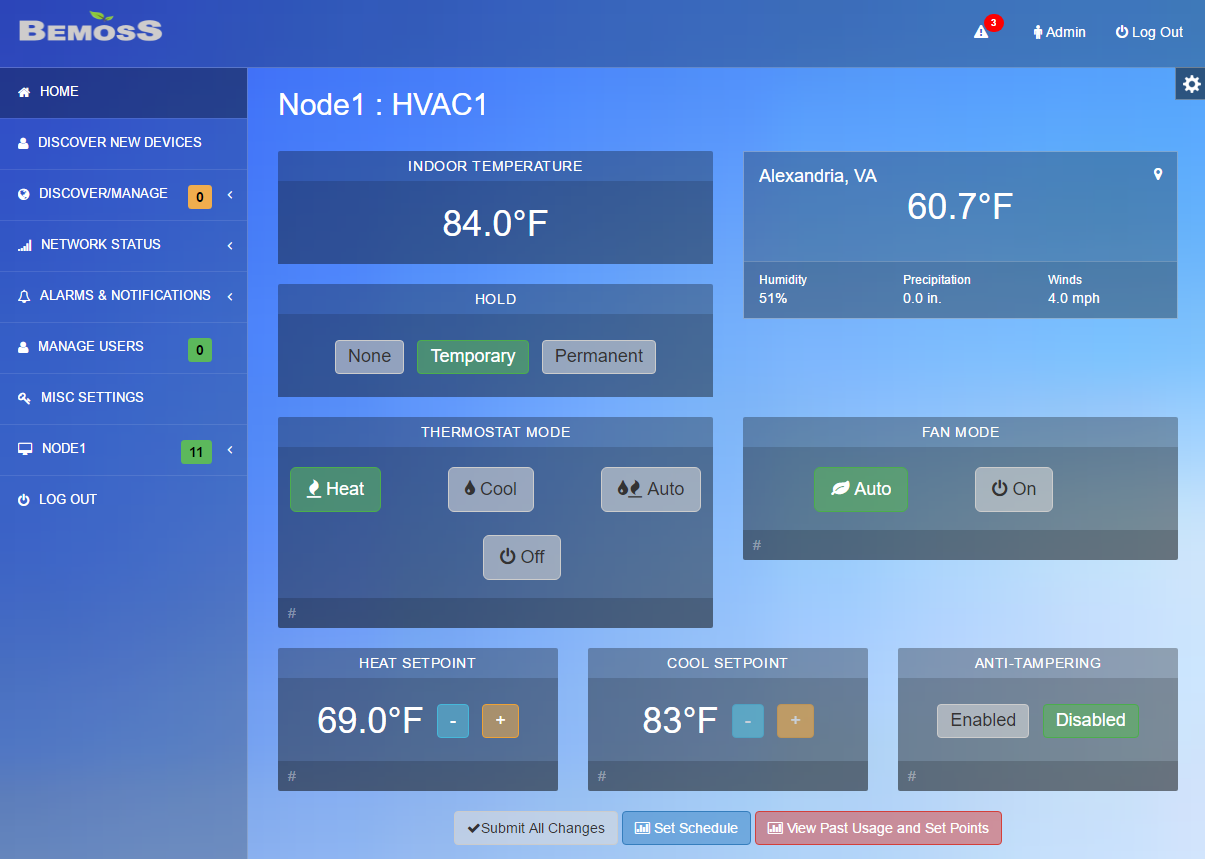 BEMOSS
3
Admin
Log Out
HOME
DISCOVER NEW DEVICES
DISCOVER/MANAGE 0
NETWORK STATUS
ALARMS & NOTIFICATIONS
MANAGE USERS 0
MISC SETTINGS
NODE1 11
LOG OUT
Node1 : HVAC1
INDOOR TEMPERATURE
84.0°F
Alexandria, VA
60.7°F
Humidity Precipitation Winds
51% 0.0 in. 4.0 mph
HOLD
None Temporary Permanent
THERMOSTAT MODE
Heat Cool Auto
Off
#
FAN MODE
Auto On
#
HEAT SETPOINT
69.0°F - +
#
COOL SETPOINT
83°F - +
#
ANTI-TAMPERING
Enabled Disabled
#
Submit All Changes Set Schedule View Past Usage and Set Points